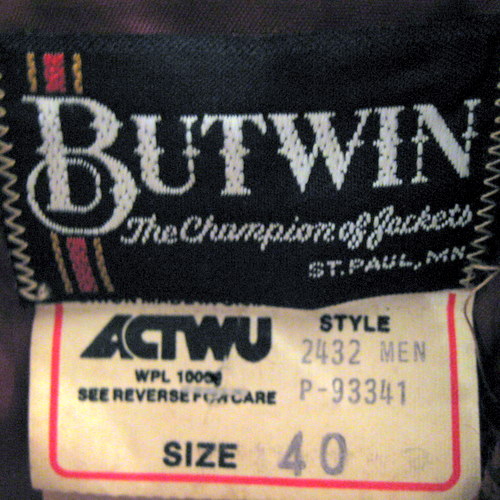 BUTWIN
The Champion of Jackets
ST. PAUL, MN
ACTWU
STYLE
2432 MEN
WPL
P-93341
SEE REVERSE FOR CARE
SIZE 40